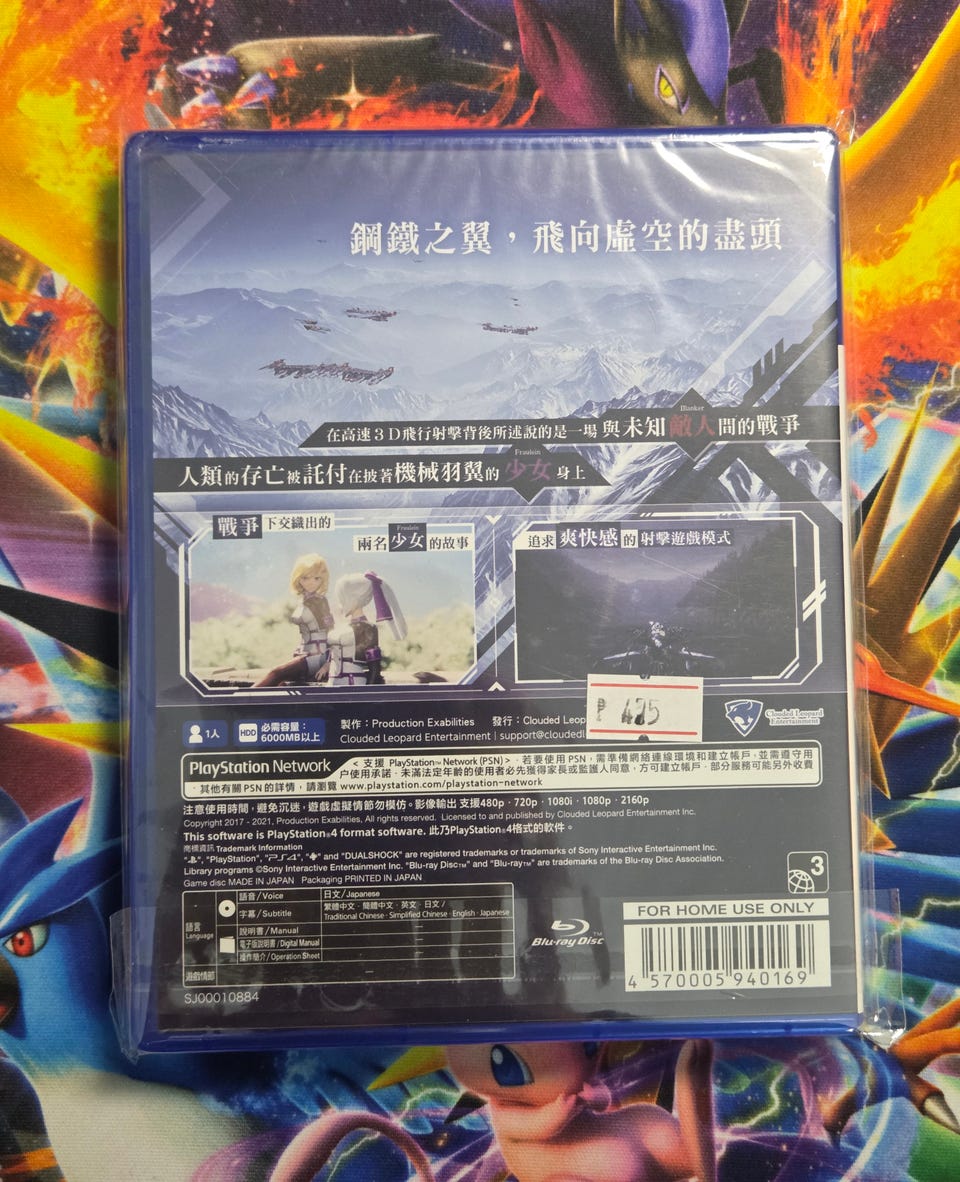 鋼鐵之翼，飛向虛空的盡頭
Blanker
在高速３Ｄ飛行射擊背後所述說的是一場與未知敵人間的戰爭
Fraulein
人類的存亡被託付在披著機械羽翼的少女身上
戰爭下交織出的
Fraulein
兩名少女的故事
追求爽快感的射擊遊戲模式
₱ 425
1人
HDD 必需容量：
6000MB以上
製作：Production Exabilities 發行：Clouded Leop
Clouded Leopard Entertainment | support@clouded
Clouded Leopard
Entertainment
PlayStation Network
＜支援 PlayStation™Network (PSN)＞．若要使用 PSN，需準備網絡連線環境和建立帳戶，並需遵守用
户使用承諾．未滿法定年齡的使用者必先獲得家長或監護人同意，方可建立帳戶．部分服務可能另外收費
．其他有關 PSN 的詳情，請瀏覽 www.playstation-network.com
注意使用時間，避免沉迷，遊戲虛擬情節勿模仿。影像輸出 支援480p．720p．1080i．1080p．2160p
Copyright 2017 - 2021, Production Exabilities, All rights reserved. Licensed to and published by Clouded Leopard Entertainment Inc.
This software is PlayStation®4 format software. 此乃PlayStation®4格式的軟件。
商標資訊 Trademark Information
"PS", "PlayStation", "PS4", and "DUALSHOCK" are registered trademarks or trademarks of Sony Interactive Entertainment Inc.
Library programs ©Sony Interactive Entertainment Inc. "Blu-ray Disc™" and "Blu-ray™" are trademarks of the Blu-ray Disc Association.
Game disc MADE IN JAPAN Packaging PRINTED IN JAPAN
3
語言
Language
語音/Voice 日文/Japanese
字幕/Subtitle 繁體中文．簡體中文．英文．日文/
Traditional Chinese · Simplified Chinese · English · Japanese
說明書/Manual
電子版說明書/Digital Manual
操作簡介/Operation Sheet
遊戲情節
SJ00010884
Blu-ray Disc™
FOR HOME USE ONLY
4 570005 940169